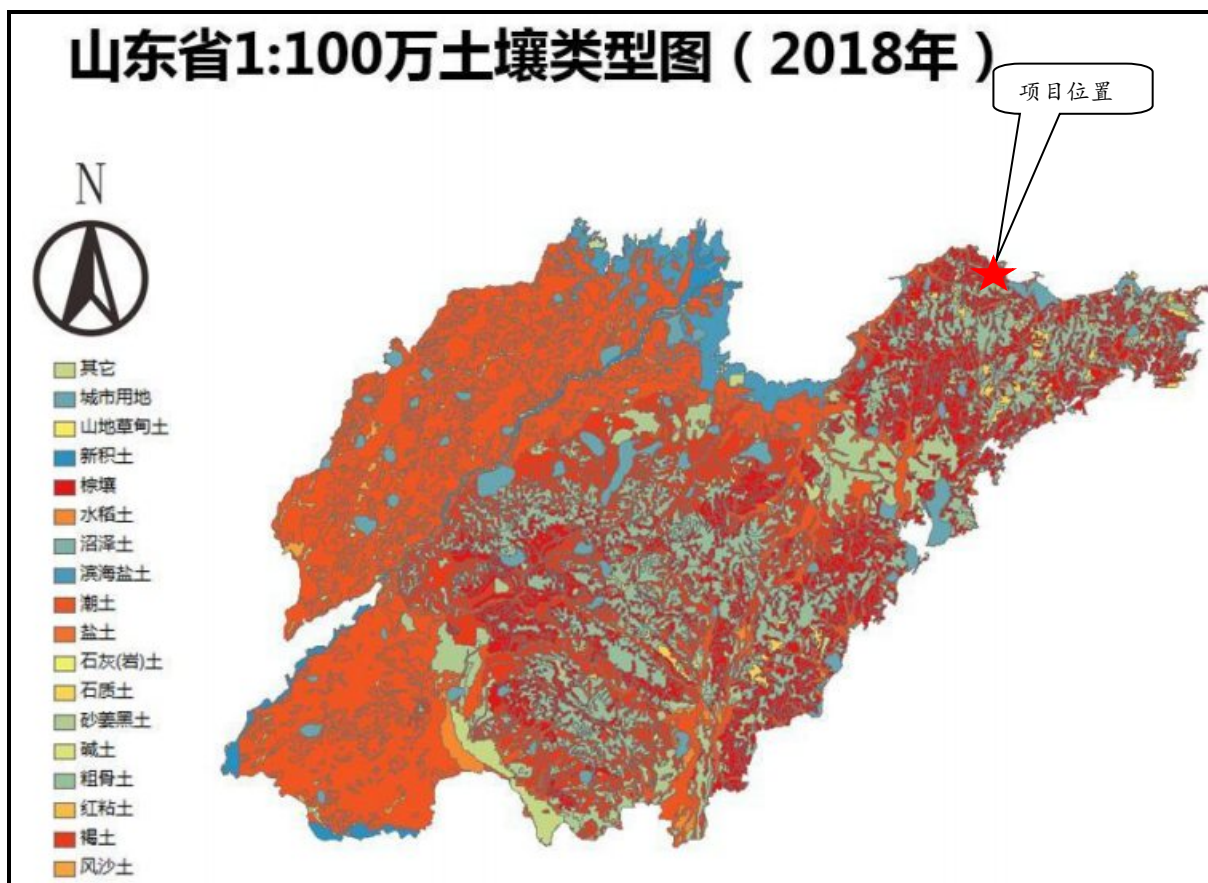 山东省1:100万土壤类型图（2018年）
项目位置
N
其它
城市用地
山地草甸土
新积土
棕壤
水稻土
沼泽土
滨海盐土
潮土
盐土
石灰(岩)土
石质土
砂姜黑土
碱土
粗骨土
红粘土
褐土
风沙土